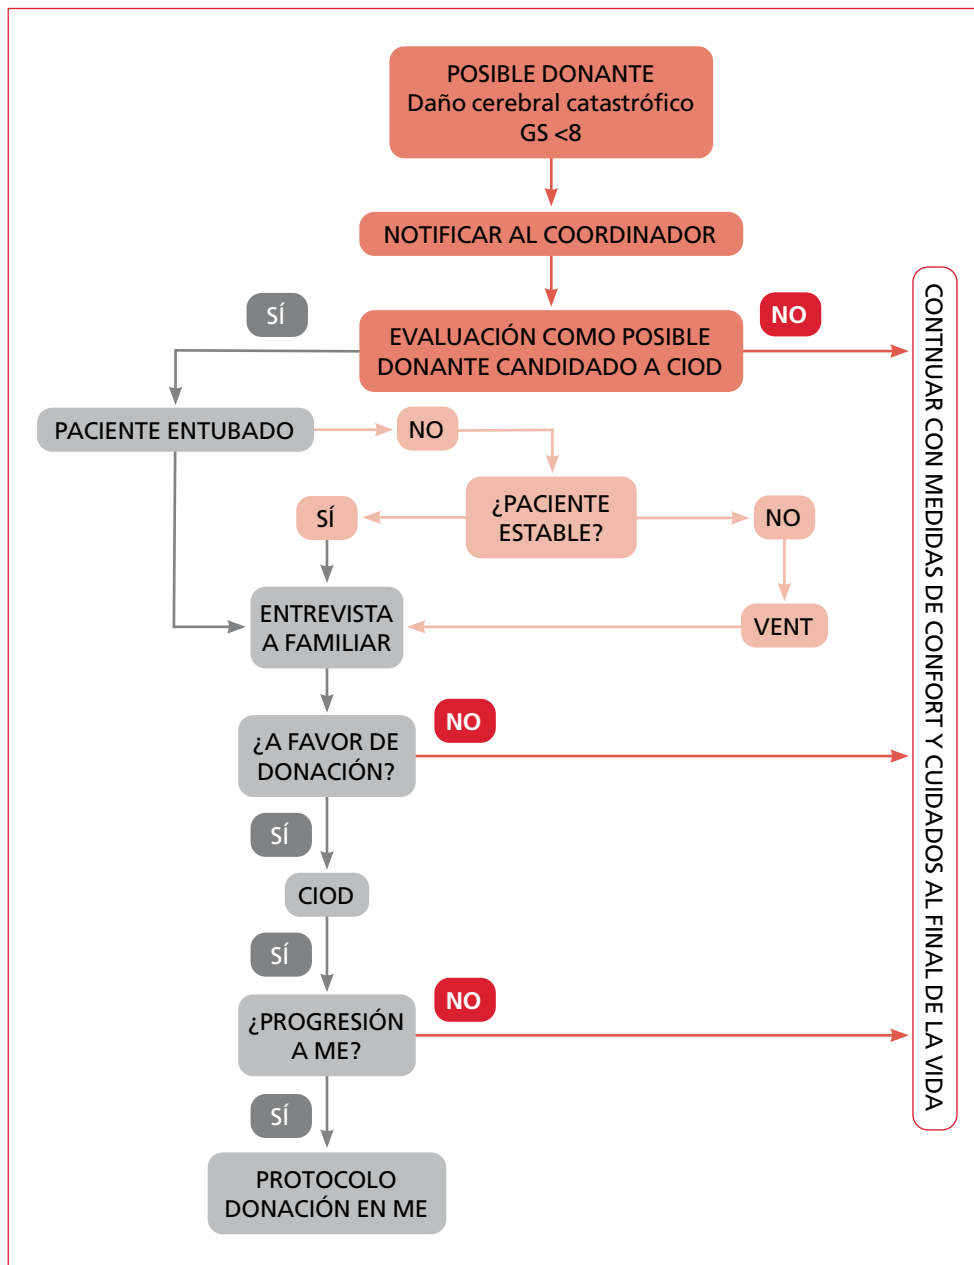 POSIBLE DONANTE
Daño cerebral catastrófico
GS <8
NOTIFICAR AL COORDINADOR
SÍ
EVALUACIÓN COMO POSIBLE
DONANTE CANDIDADO A CIOD
NO
PACIENTE ENTUBADO
NO
¿PACIENTE
ESTABLE?
SÍ
NO
ENTREVISTA
A FAMILIAR
VENT
¿A FAVOR DE
DONACIÓN?
NO
SÍ
CIOD
SÍ
¿PROGRESIÓN
A ME?
NO
SÍ
PROTOCOLO
DONACIÓN EN ME
CONTNUAR CON MEDIDAS DE CONFORT Y CUIDADOS AL FINAL DE LA VIDA